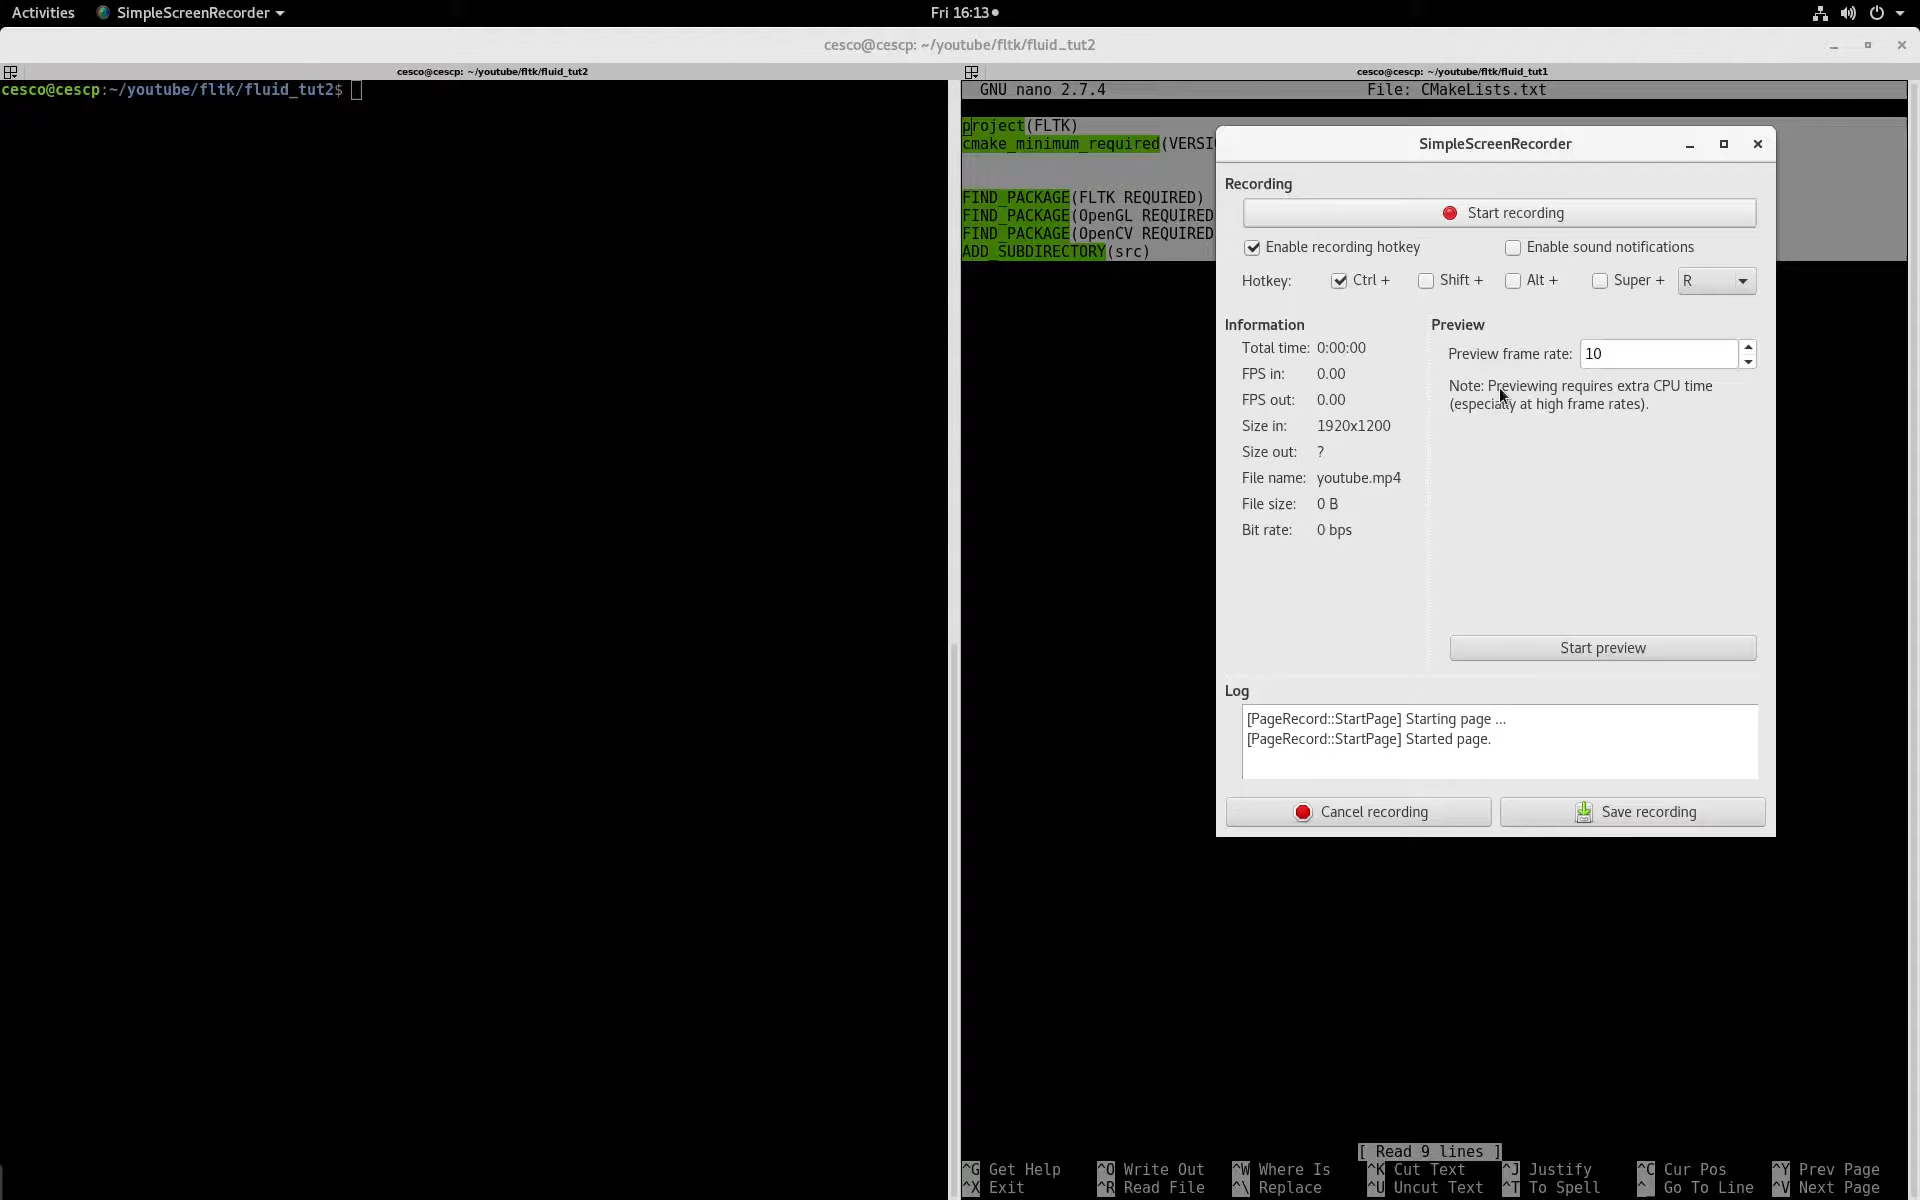 Activities SimpleScreenRecorder Fri 16:13
cesco@cescp: ~/youtube/fltk/fluid_tut2
cesco@cescp: ~/youtube/fltk/fluid_tut2
cesco@cescp:~/youtube/fltk/fluid_tut2$
cesco@cescp: ~/youtube/fltk/fluid_tut1
GNU nano 2.7.4 File: CMakeLists.txt
project(FLTK)
cmake_minimum_required(VERSI
FIND_PACKAGE(FLTK REQUIRED)
FIND_PACKAGE(OpenGL REQUIRED
FIND_PACKAGE(OpenCV REQUIRED
ADD_SUBDIRECTORY(src)
SimpleScreenRecorder
Recording
Start recording
Enable recording hotkey Enable sound notifications
Hotkey: Ctrl + Shift + Alt + Super + R
Information
Total time: 0:00:00
FPS in: 0.00
FPS out: 0.00
Size in: 1920x1200
Size out: ?
File name: youtube.mp4
File size: 0 B
Bit rate: 0 bps
Preview
Preview frame rate: 10
Note: Previewing requires extra CPU time
(especially at high frame rates).
Start preview
Log
[PageRecord::StartPage] Starting page ...
[PageRecord::StartPage] Started page.
Cancel recording Save recording
[ Read 9 lines ]
^G Get Help ^O Write Out ^W Where Is ^K Cut Text ^J Justify ^C Cur Pos ^Y Prev Page
^X Exit ^R Read File ^\ Replace ^U Uncut Text ^T To Spell ^_ Go To Line ^V Next Page